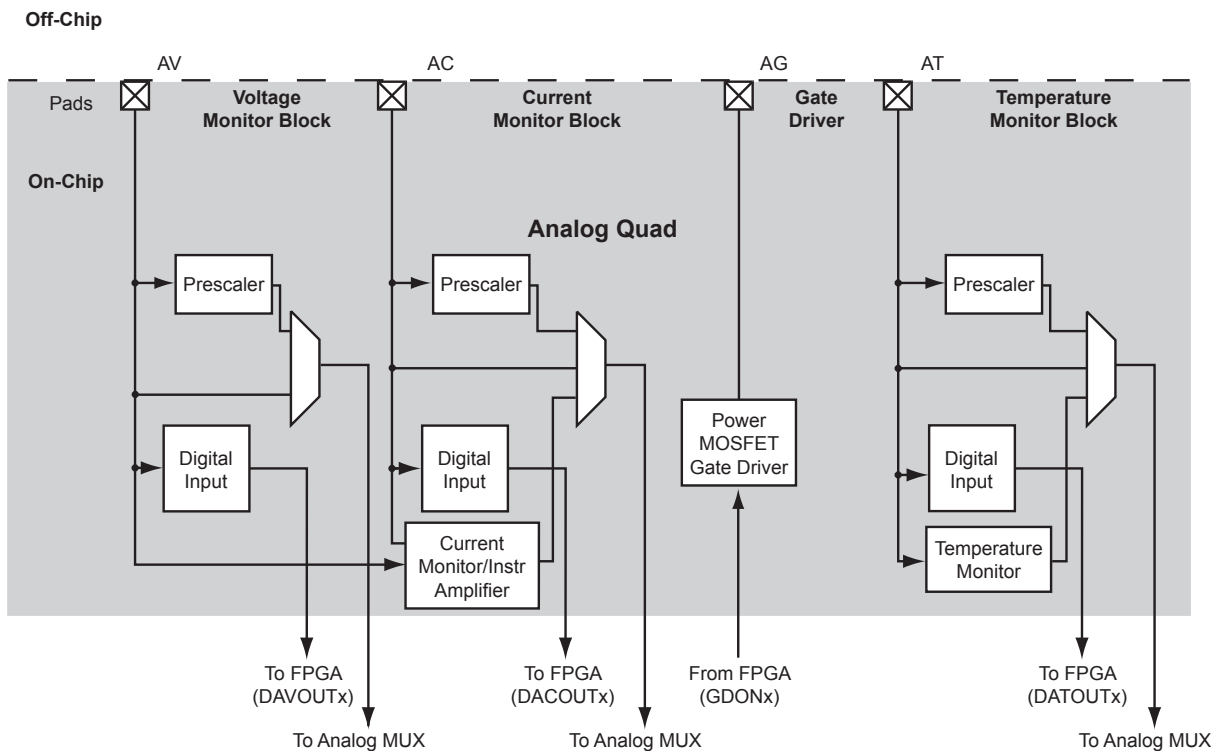 Off-Chip
AV
AC
AG
AT
Pads
Voltage
Monitor Block
Current
Monitor Block
Gate
Driver
Temperature
Monitor Block
On-Chip
Analog Quad
Prescaler
Prescaler
Prescaler
Digital
Input
Digital
Input
Power
MOSFET
Gate Driver
Digital
Input
Current
Monitor/Instr
Amplifier
Temperature
Monitor
To FPGA
(DAVOUTx)
To FPGA
(DACOUTx)
From FPGA
(GDONx)
To FPGA
(DATOUTx)
To Analog MUX
To Analog MUX
To Analog MUX